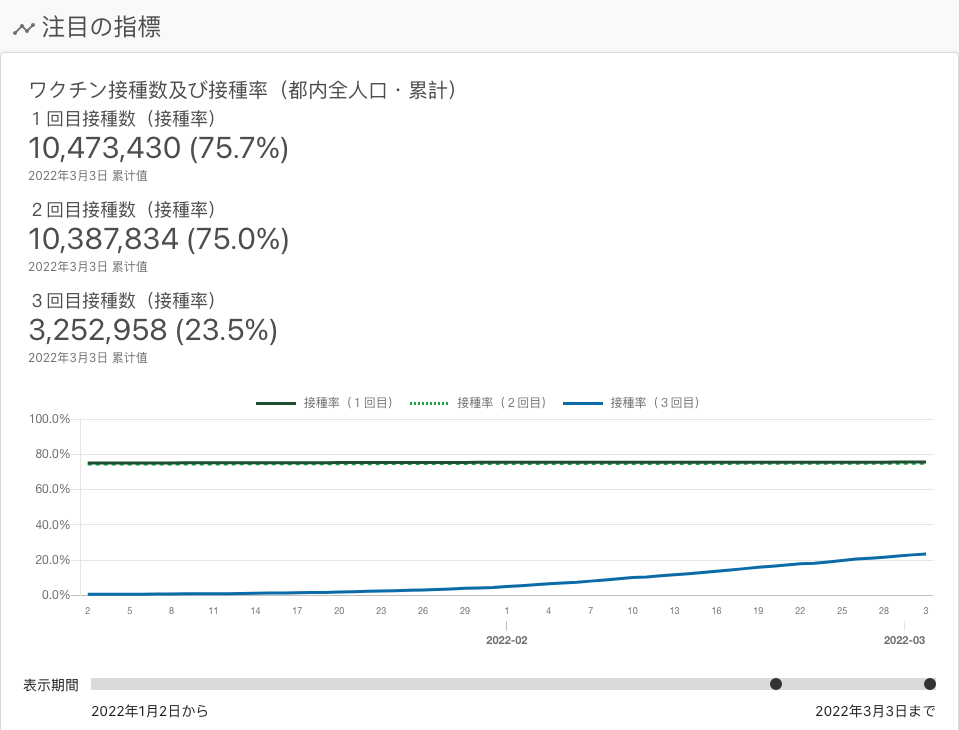 注目の指標
ワクチン接種数及び接種率（都内全人口・累計）
１回目接種数（接種率）
10,473,430 (75.7%)
2022年3月3日 累计值
２回目接種数（接種率）
10,387,834 (75.0%)
2022年3月3日 累计值
３回目接種数（接種率）
3,252,958 (23.5%)
2022年3月3日 累计值
接種率（１回目） 接種率（２回目） 接種率（３回目）
100.0%
80.0%
60.0%
40.0%
20.0%
0.0%
2 5 8 11 14 17 20 23 26 29 1 4 7 10 13 16 19 22 25 28 3
2022-02 2022-03
表示期間
2022年1月2日から 2022年3月3日まで